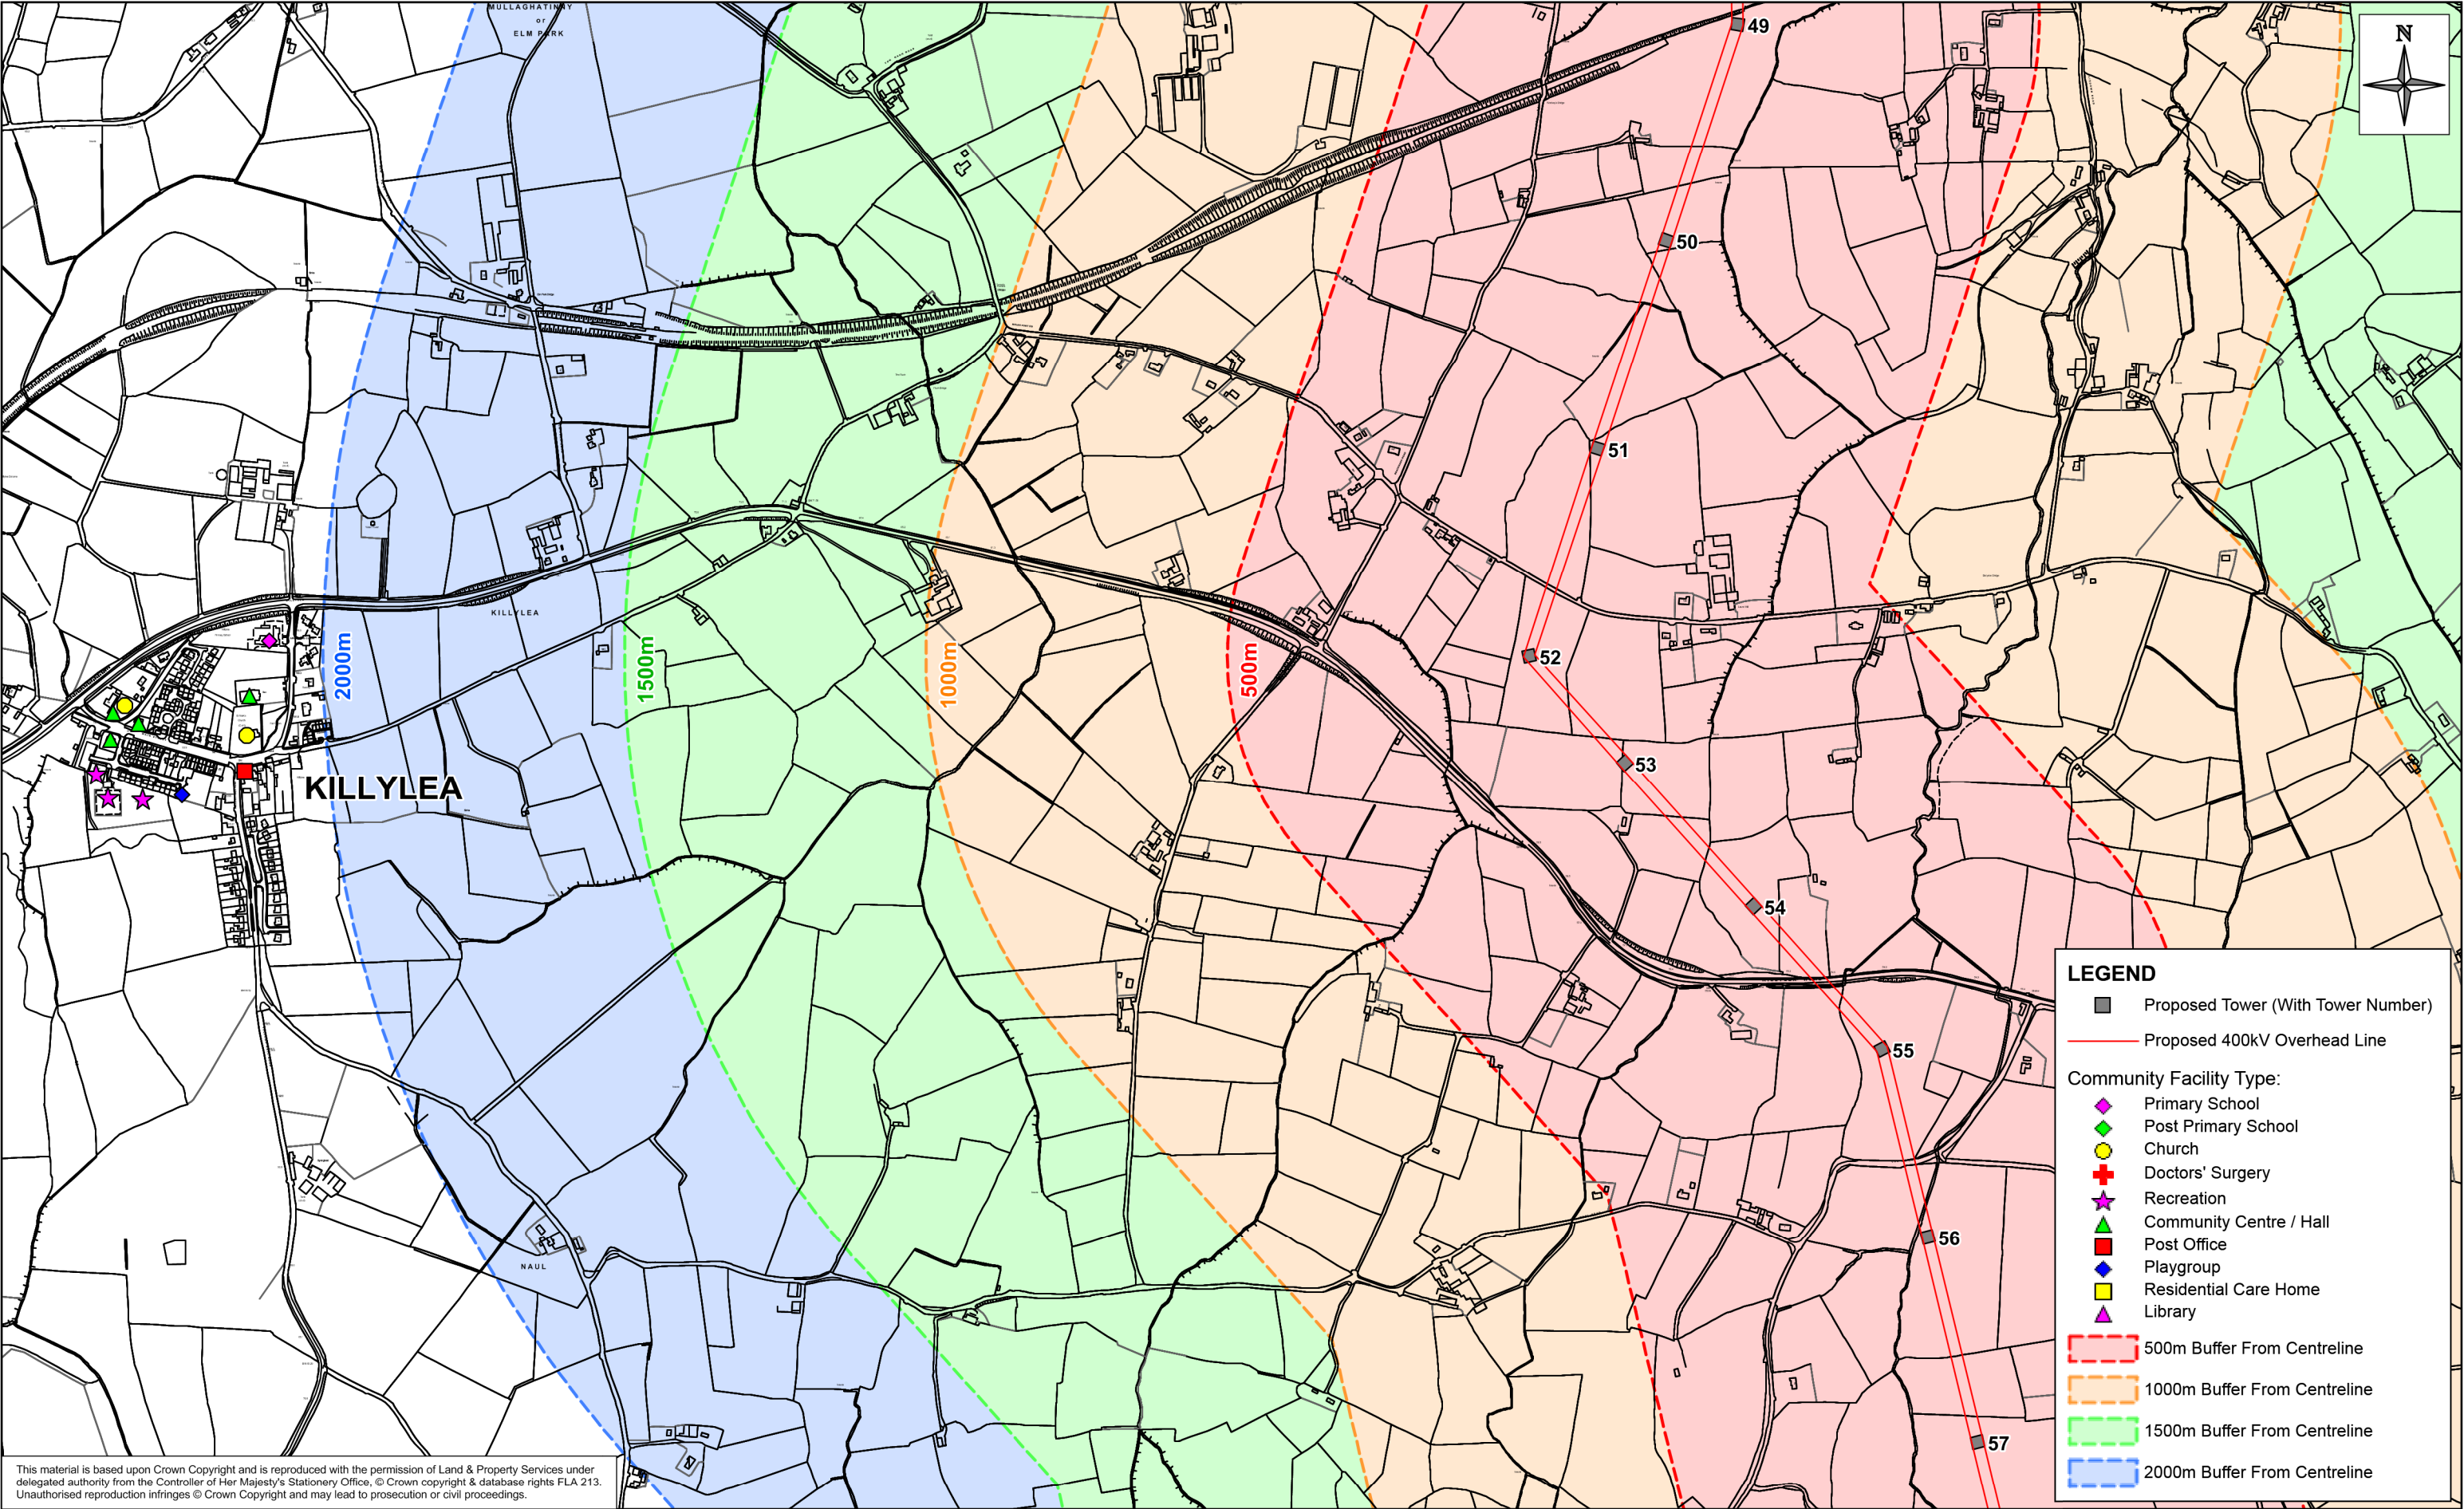 MULLAGHATINNY
or
ELM PARK
N
49
50
51
52
53
54
55
56
57
KILLYLEA
2000m
1500m
1000m
500m
KILLYLEA
NAUL
LEGEND
Proposed Tower (With Tower Number)
Proposed 400kV Overhead Line
Community Facility Type:
Primary School
Post Primary School
Church
Doctors' Surgery
Recreation
Community Centre / Hall
Post Office
Playgroup
Residential Care Home
Library
500m Buffer From Centreline
1000m Buffer From Centreline
1500m Buffer From Centreline
2000m Buffer From Centreline
This material is based upon Crown Copyright and is reproduced with the permission of Land & Property Services under
delegated authority from the Controller of Her Majesty's Stationery Office, © Crown copyright & database rights FLA 213.
Unauthorised reproduction infringes © Crown Copyright and may lead to prosecution or civil proceedings.